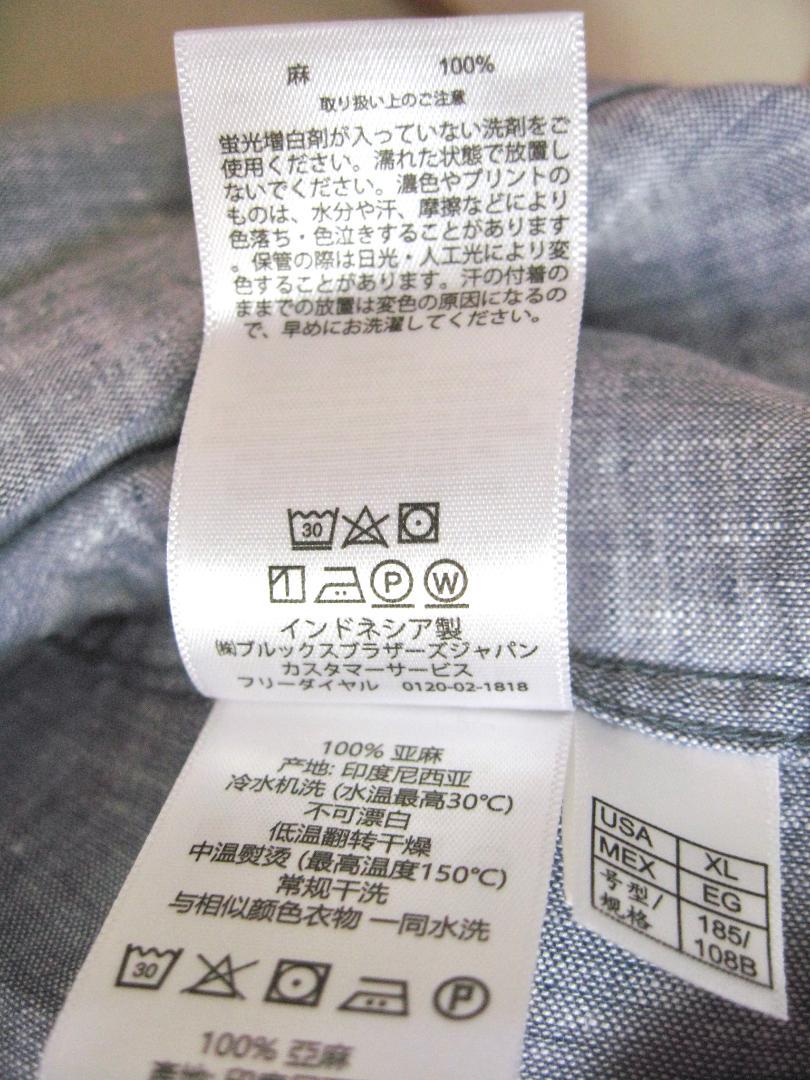 麻 100%
取り扱い上のご注意
蛍光増白剤が入っていない洗剤をご
使用ください。濡れた状態で放置し
ないでください。濃色やプリントの
ものは、水分や汗、摩擦などにより
色落ち・色泣きすることがあります
。保管の際は日光・人工光により変
色することがあります。汗の付着の
ままでの放置は変色の原因になるの
で、早めにお洗濯してください。
30
P W
インドネシア製
㈱ブルックスブラザーズジャパン
カスタマーサービス
フリーダイヤル 0120-02-1818
100% 亚麻
产地: 印度尼西亚
冷水机洗 (水温最高30°C)
不可漂白
低温翻转干燥
中温熨烫 (最高温度150°C)
常规干洗
与相似颜色衣物 一同水洗
30 P
100% 亞麻
產地: 印度尼
USA XL
MEX EG
号型/
规格
185/
108B